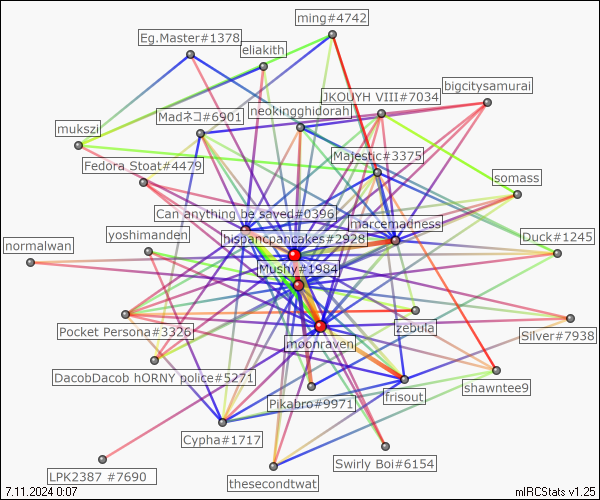 ming#4742
Eg.Master#1378
eliakith
bigcitysamurai
JKOUYH VIII#7034
Madネコ#6901
neokingghidorah
mukszi
Majestic#3375
Fedora Stoat#4479
somass
Can anything be saved#0396
marcemadness
yoshimanden
hispancpancakes#2928
Duck#1245
normalwan
Mushy#1984
Pocket Persona#3326
zebula
Silver#7938
moonraven
DacobDacob hORNY police#5271
shawntee9
Pikabro#9971
frisout
Cypha#1717
Swirly Boi#6154
LPK2387 #7690
thesecondtwat
7.11.2024 0:07
mIRCStats v1.25